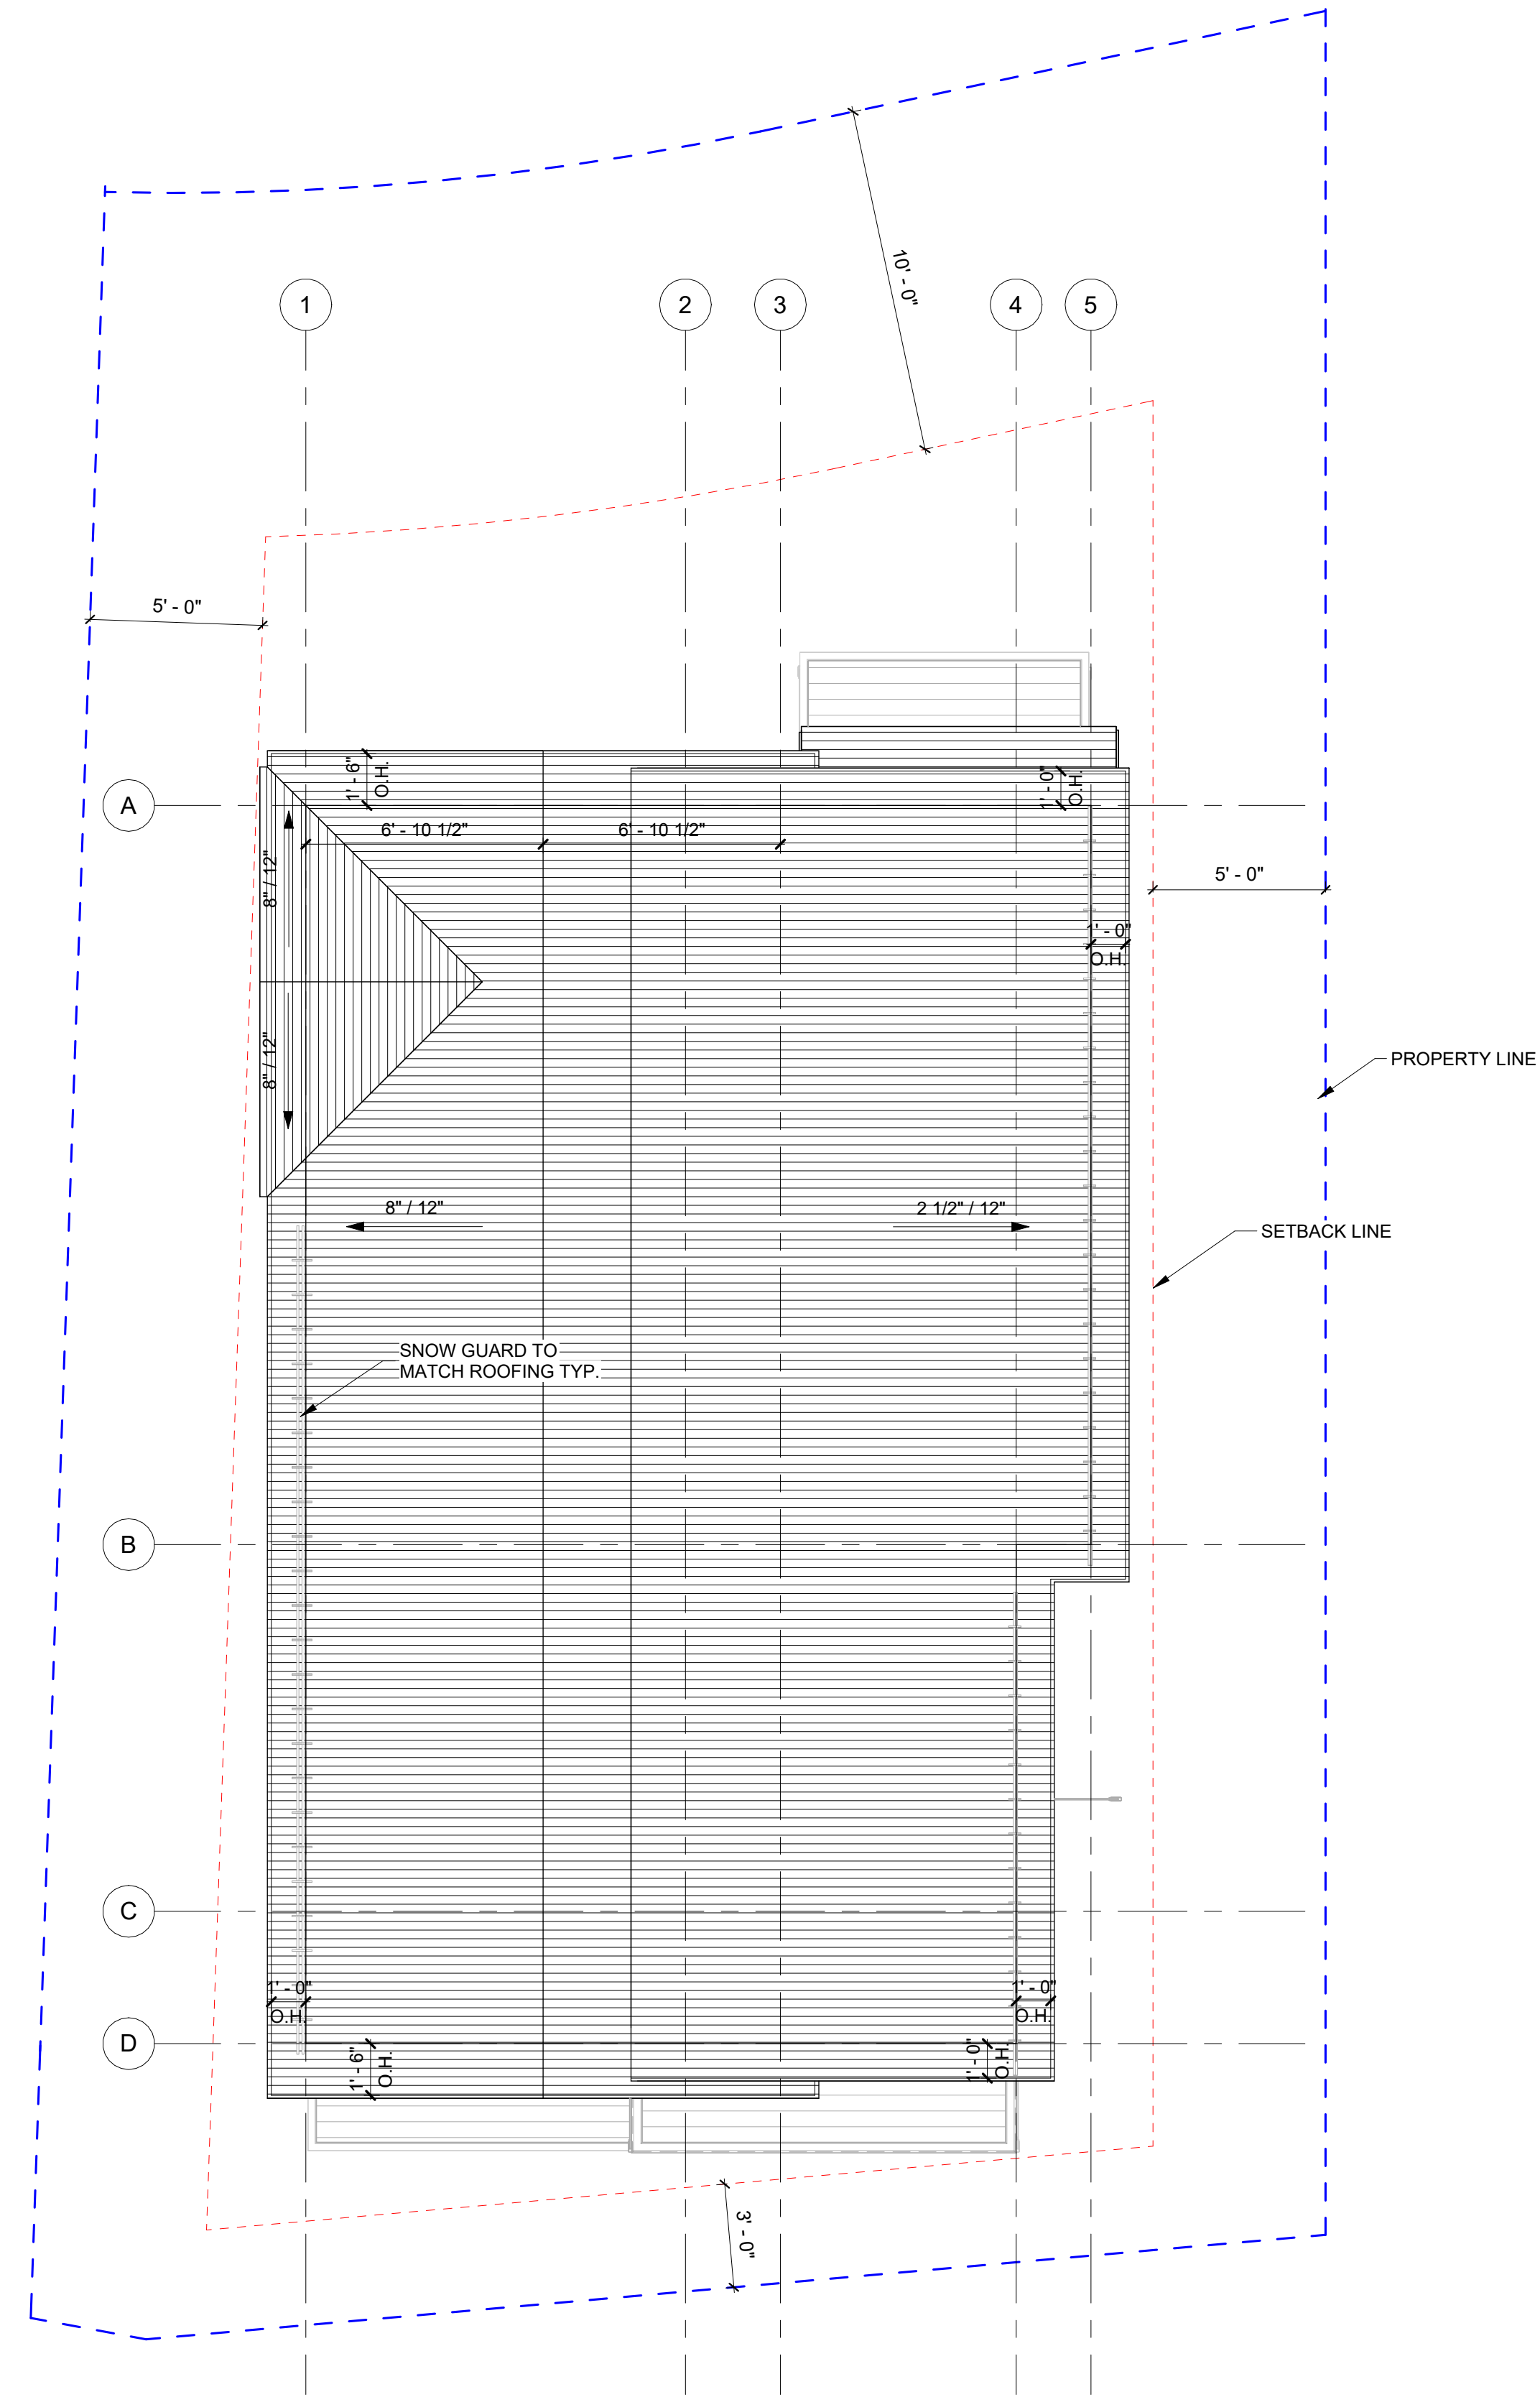 10' - 0"
1
2
3
4
5
5' - 0"
1' - 6"
O.H.
1' - 0"
O.H.
A
6' - 10 1/2"
6' - 10 1/2"
8" / 12"
5' - 0"
1' - 0"
O.H.
8" / 12"
PROPERTY LINE
8" / 12"
2 1/2" / 12"
SETBACK LINE
SNOW GUARD TO
MATCH ROOFING TYP.
B
C
1' - 0"
O.H.
1' - 0"
O.H.
D
1' - 6"
O.H.
1' - 0"
O.H.
3' - 0"